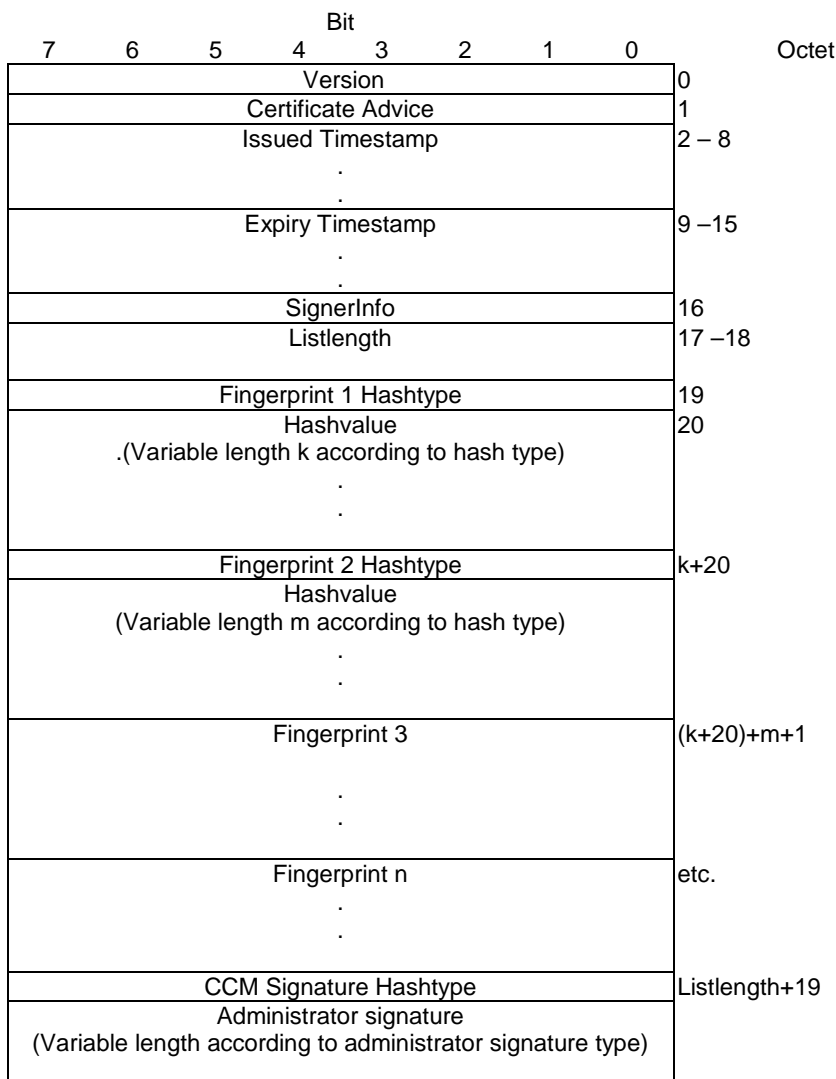 Bit
7 6 5 4 3 2 1 0 Octet
Version 0
Certificate Advice 1
Issued Timestamp 2 – 8
.
.
Expiry Timestamp 9 –15
.
.
SignerInfo 16
Listlength 17 –18
Fingerprint 1 Hashtype 19
Hashvalue 20
.(Variable length k according to hash type)
.
.
Fingerprint 2 Hashtype k+20
Hashvalue
(Variable length m according to hash type)
.
.
Fingerprint 3 (k+20)+m+1
.
.
Fingerprint n etc.
.
.
CCM Signature Hashtype Listlength+19
Administrator signature
(Variable length according to administrator signature type)